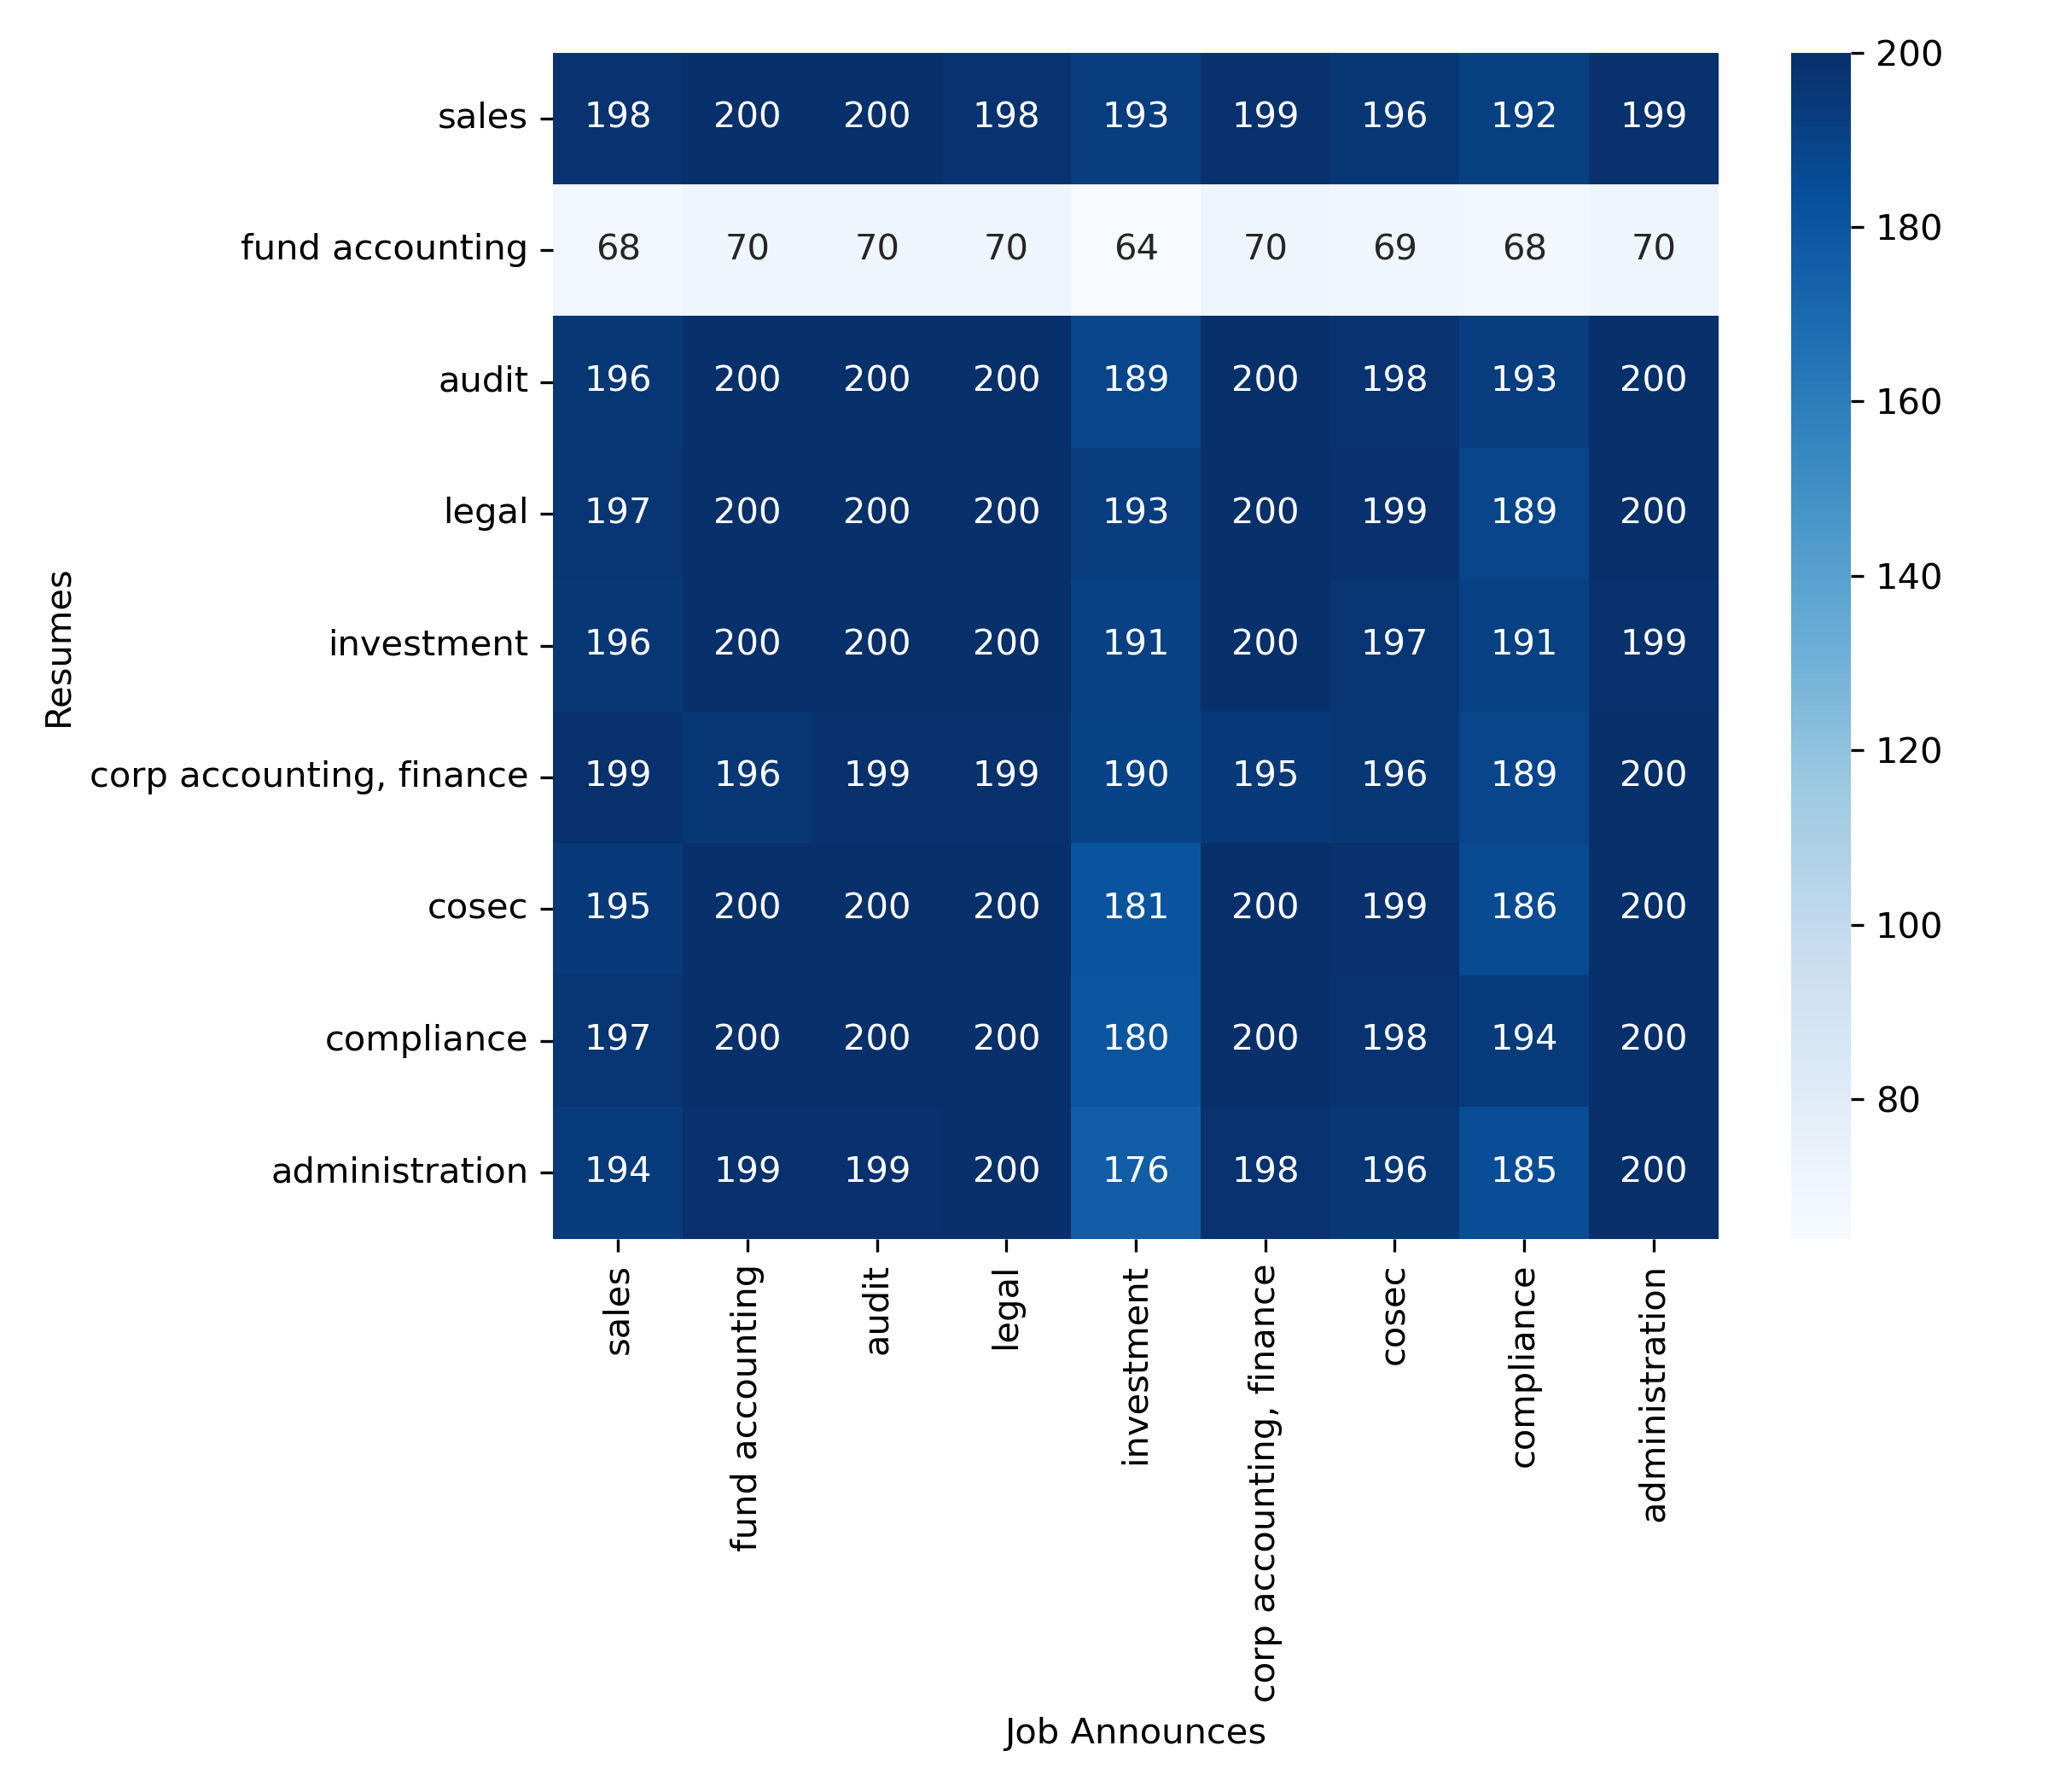 200
sales 198 200 200 198 193 199 196 192 199
180
fund accounting 68 70 70 70 64 70 69 68 70
audit 196 200 200 200 189 200 198 193 200
160
legal 197 200 200 200 193 200 199 189 200
140
Resumes
investment 196 200 200 200 191 200 197 191 199
120
corp accounting, finance 199 196 199 199 190 195 196 189 200
cosec 195 200 200 200 181 200 199 186 200
100
compliance 197 200 200 200 180 200 198 194 200
80
administration 194 199 199 200 176 198 196 185 200
sales
fund accounting
audit
legal
investment
corp accounting, finance
cosec
compliance
administration
Job Announces